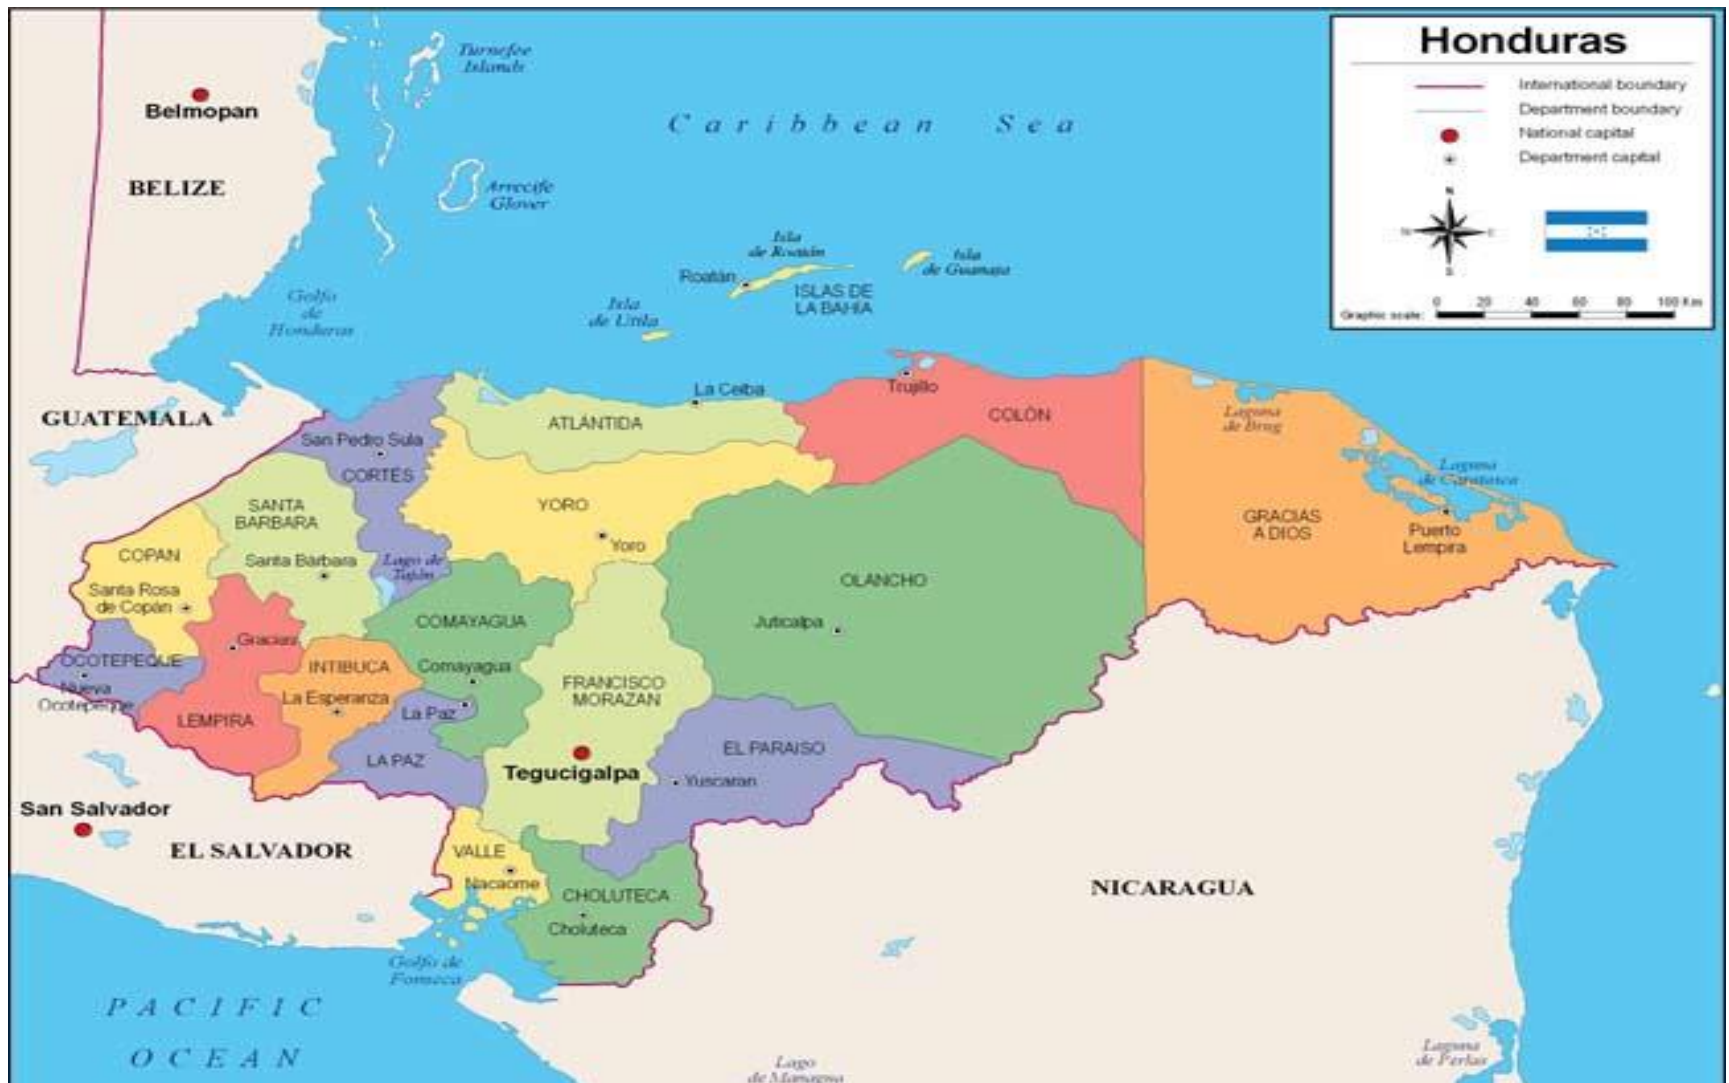 Honduras
International boundary
Department boundary
National capital
Department capital
N
S
0 20 40 60 80 100 Km
Graphic scale:
Turnefee
Islands
Belmopan
Caribbean Sea
BELIZE
Arrecife
Glover
Isla
de Roatán
Isla
de Guanaja
Roatán
ISLAS DE
LA BAHIA
Golfo
de
Honduras
Isla
de Utila
GUATEMALA
La Ceiba
Trujillo
ATLÁNTIDA
COLÓN
Laguna
de Brug
San Pedro Sula
CORTES
Laguna
de Caratasca
SANTA
BARBARA
YORO
GRACIAS
A DIOS
Puerto
Lempira
COPAN
Yoro
Santa Bárbara
Lago de
OLANCHO
Santa Rosa
de Copán
COMAYAGUA
Juticalpa
Gracias
OCOTEPEQUE
INTIBUCA
Comayagua
Nueva
Ocotepeque
La Esperanza
FRANCISCO
MORAZAN
LEMPIRA
La Paz
LA PAZ
EL PARAISO
Tegucigalpa
Yuscaran
San Salvador
EL SALVADOR
VALLE
Nacaome
CHOLUTECA
Choluteca
NICARAGUA
Golfo de
Fonseca
PACIFIC
OCEAN
Lago
de Managua
Laguna
de Perlas